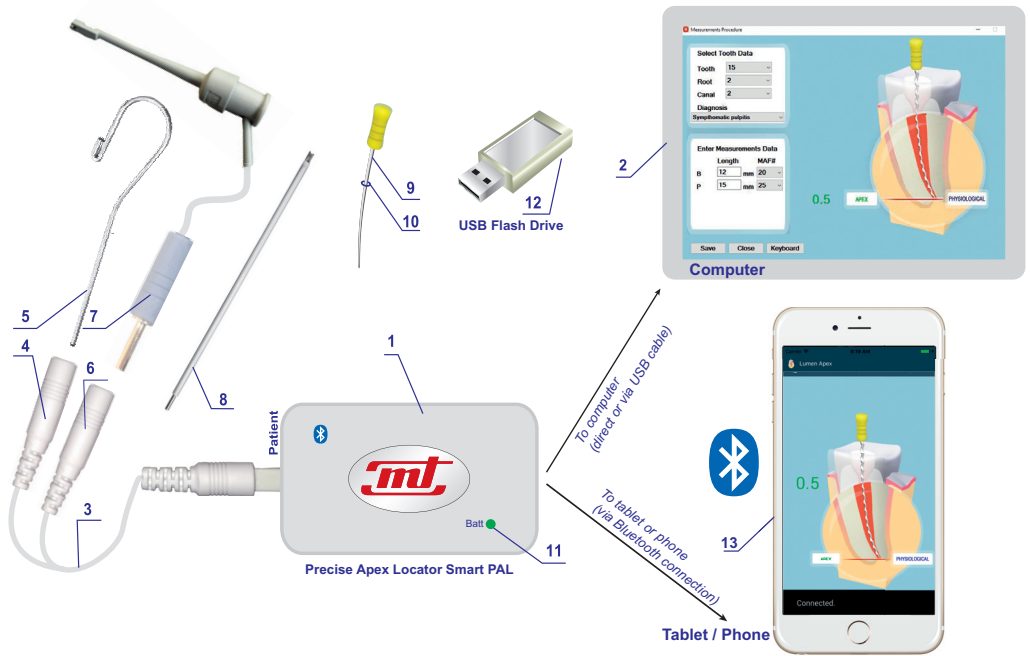 Measurements Procedure
Select Tooth Data
Tooth 15
Root 2
Canal 2
Diagnosis
Sympthomatic pulpitis
Enter Measurements Data
Length MAF#
B 12 mm 20
P 15 mm 25
0.5 APEX PHYSIOLOGICAL
Save Close Keyboard
Computer
2
9
10
12
USB Flash Drive
5
7
4
6
8
3
1
Patient
mt
Batt
11
Precise Apex Locator Smart PAL
To computer
(direct or via USB cable)
To tablet or phone
(via Bluetooth connection)
13
Lumen Apex
0.5
APEX PHYSIOLOGICAL
Connected.
Tablet / Phone